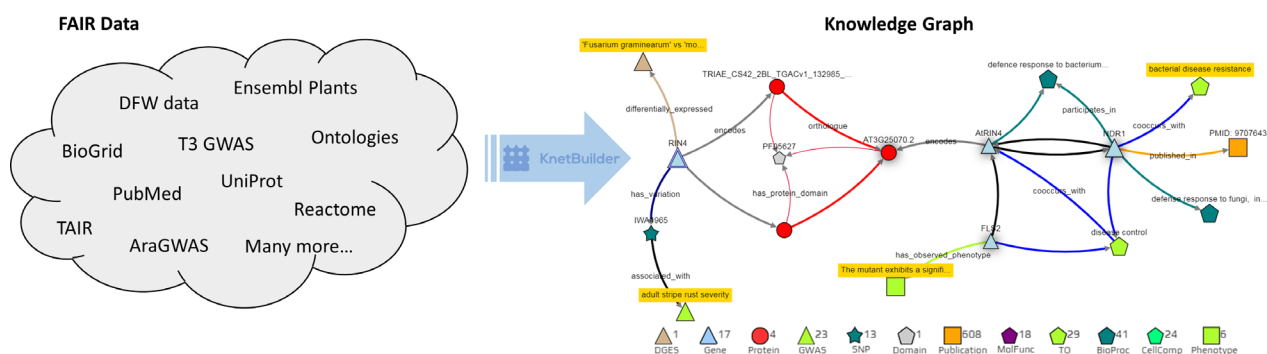 FAIR Data
Knowledge Graph
DFW data
Ensembl Plants
BioGrid
T3 GWAS
Ontologies
PubMed
UniProt
TAIR
Reactome
AraGWAS
Many more...
KnetBuilder
'Fusarium graminearum' vs 'mo...
TRIAE_CS42_2BL_TGACv1_132985_...
differentially_expressed
encodes
orthologue
RIN4
PF05627
AT3G25070.2
has_variation
has_protein_domain
IWA3965
associated_with
adult stripe rust severity
defence response to bacterium...
bacterial disease resistance
participates_in
cooccurs_with
PMID: 9707643
encodes
AtRIN4
NDR1
published_in
cooccurs_with
defense response to fungi, in...
FLS2
disease control
has_observed_phenotype
The mutant exhibits a signifi...
1
17
4
23
13
1
608
18
29
41
24
6
DGES
Gene
Protein
GWAS
SNP
Domain
Publication
MolFunc
TO
BioProc
CellComp
Phenotype